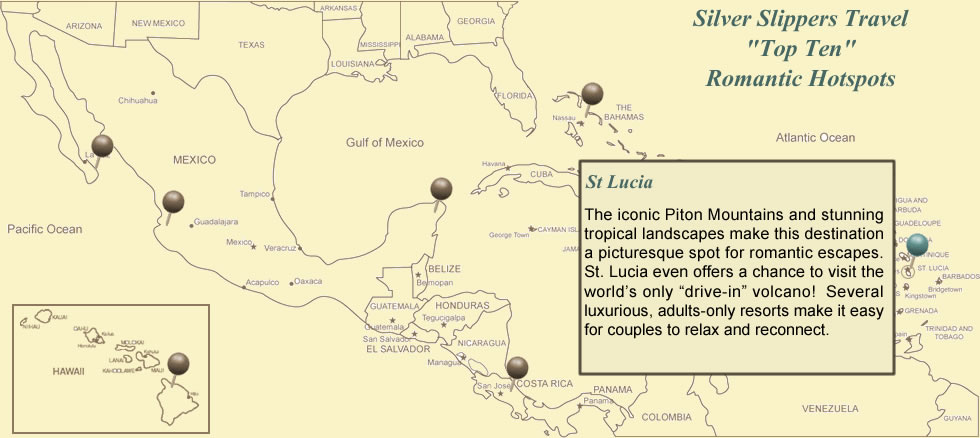 Silver Slippers Travel
"Top Ten"
Romantic Hotspots
ARIZONA
NEW MEXICO
ARKANSAS
TEXAS
MISSISSIPPI
ALABAMA
GEORGIA
LOUISIANA
FLORIDA
Chihuahua
THE
BAHAMAS
Nassau
Gulf of Mexico
Atlantic Ocean
MEXICO
Havana
CUBA
Tampico
Pacific Ocean
Guadalajara
Mexico
Veracruz
George Town
CAYMAN ISL
JAMA
Acapulco
Oaxaca
BELIZE
Belmopan
GUATEMALA
HONDURAS
Guatemala
Tegucigalpa
San Salvador
EL SALVADOR
NICARAGUA
Managua
San Jose
COSTA RICA
PANAMA
Panama
COLOMBIA
VENEZUELA
GUYANA
St Lucia
The iconic Piton Mountains and stunning
tropical landscapes make this destination
a picturesque spot for romantic escapes.
St. Lucia even offers a chance to visit the
world's only “drive-in” volcano! Several
luxurious, adults-only resorts make it easy
for couples to relax and reconnect.
GUA AND
RBUDA
GUADELOUPE
ST. LUCIA
BARBADOS
Bridgetown
Kingstown
GRENADA
TRINIDAD AND
TOBAGO
KAUAI
NIIHAU
OAHU
Honolulu
MOLOKAI
LANAI
MAUI
KAHOOLAWE
HAWAII
Hilo